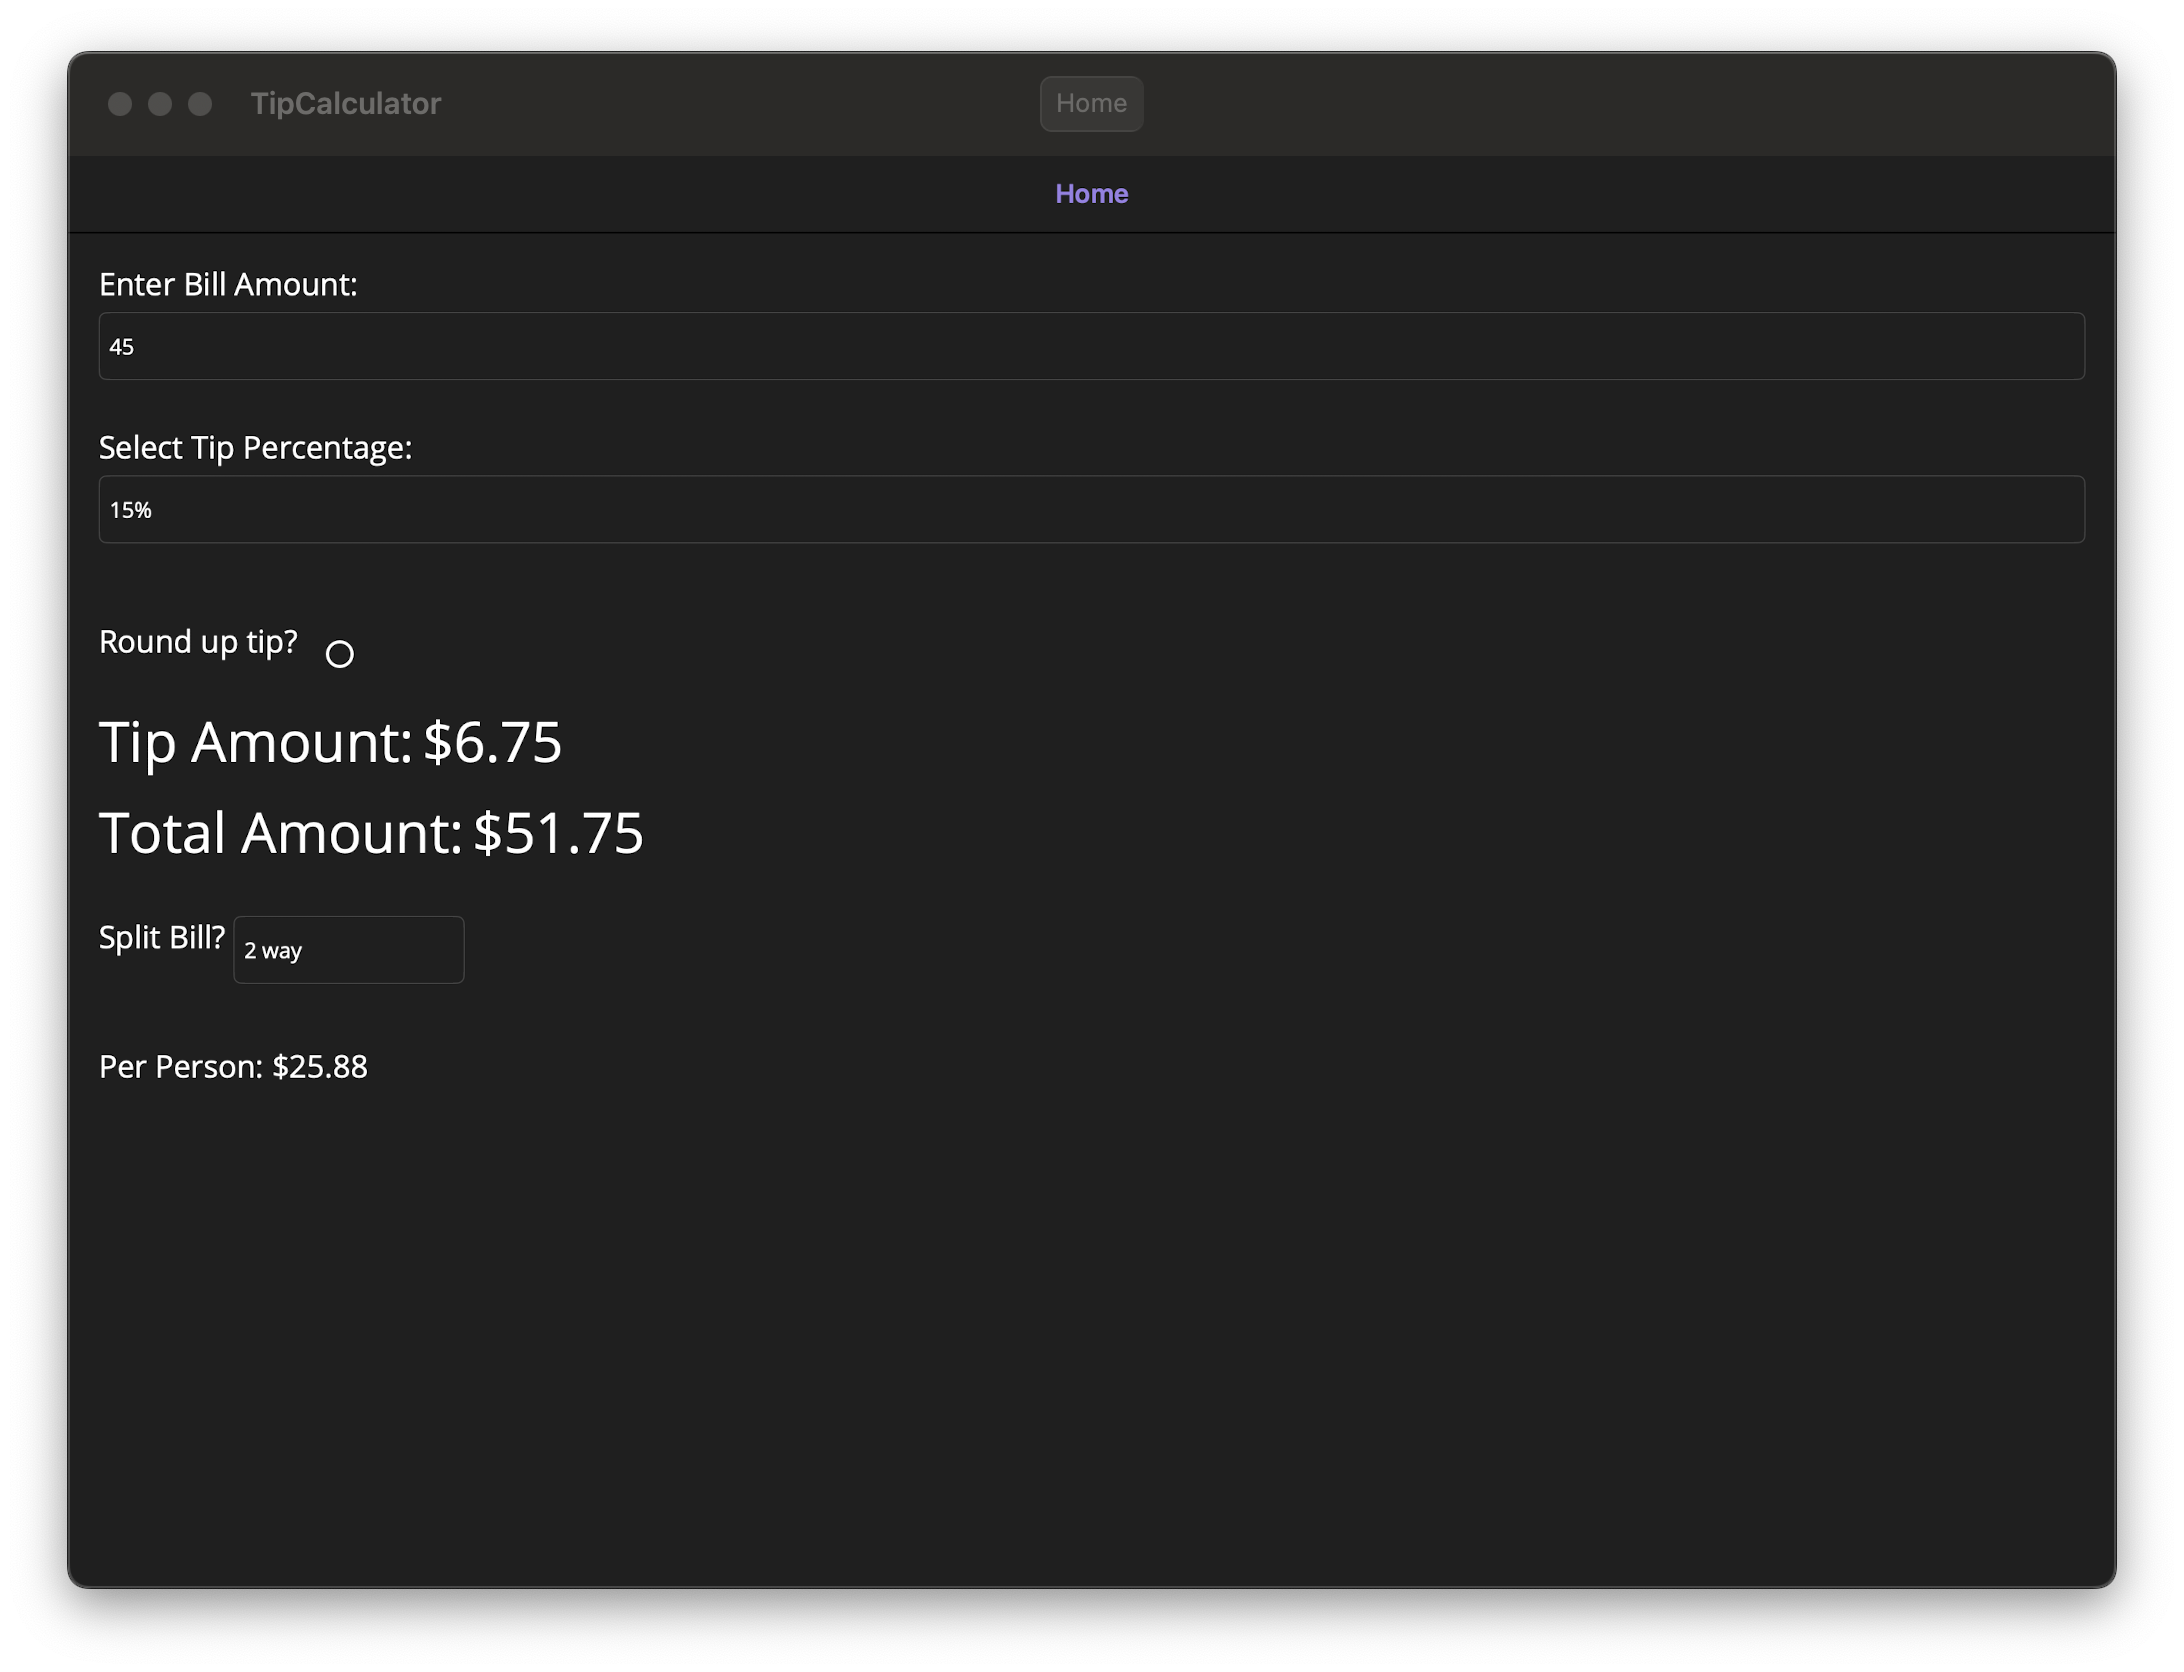 TipCalculator
Home
Home
Enter Bill Amount:
45
Select Tip Percentage:
15%
Round up tip?
Tip Amount: $6.75
Total Amount: $51.75
Split Bill? 2 way
Per Person: $25.88